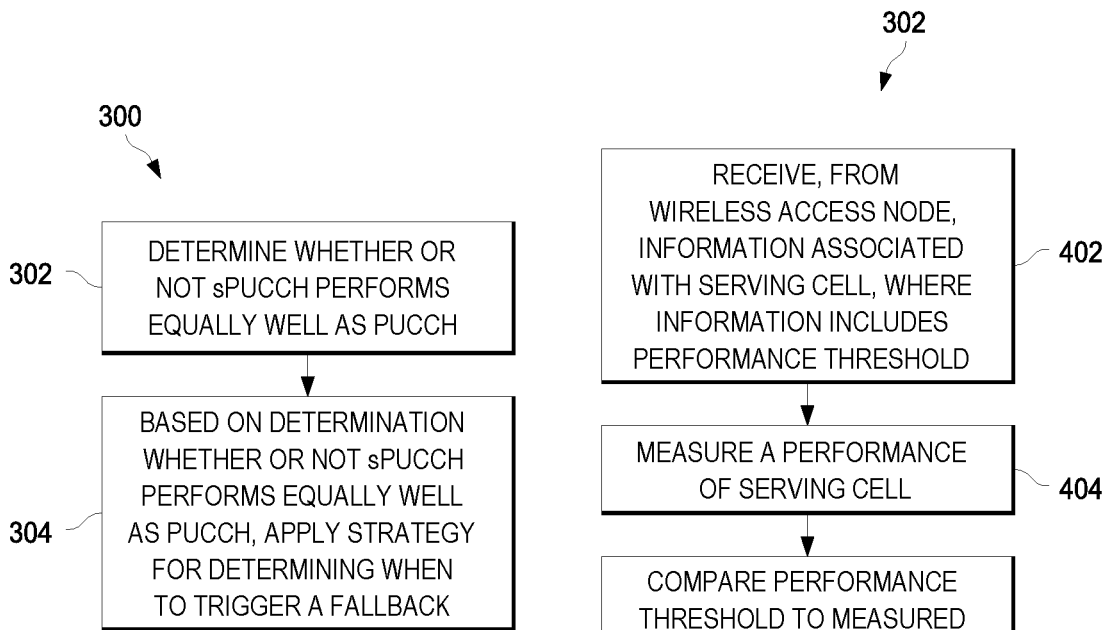 300
302
DETERMINE WHETHER OR
NOT sPUCCH PERFORMS
EQUALLY WELL AS PUCCH
304
BASED ON DETERMINATION
WHETHER OR NOT sPUCCH
PERFORMS EQUALLY WELL
AS PUCCH, APPLY STRATEGY
FOR DETERMINING WHEN
TO TRIGGER A FALLBACK
302
RECEIVE, FROM
WIRELESS ACCESS NODE,
INFORMATION ASSOCIATED
WITH SERVING CELL, WHERE
INFORMATION INCLUDES
PERFORMANCE THRESHOLD
402
MEASURE A PERFORMANCE
OF SERVING CELL
404
COMPARE PERFORMANCE
THRESHOLD TO MEASURED